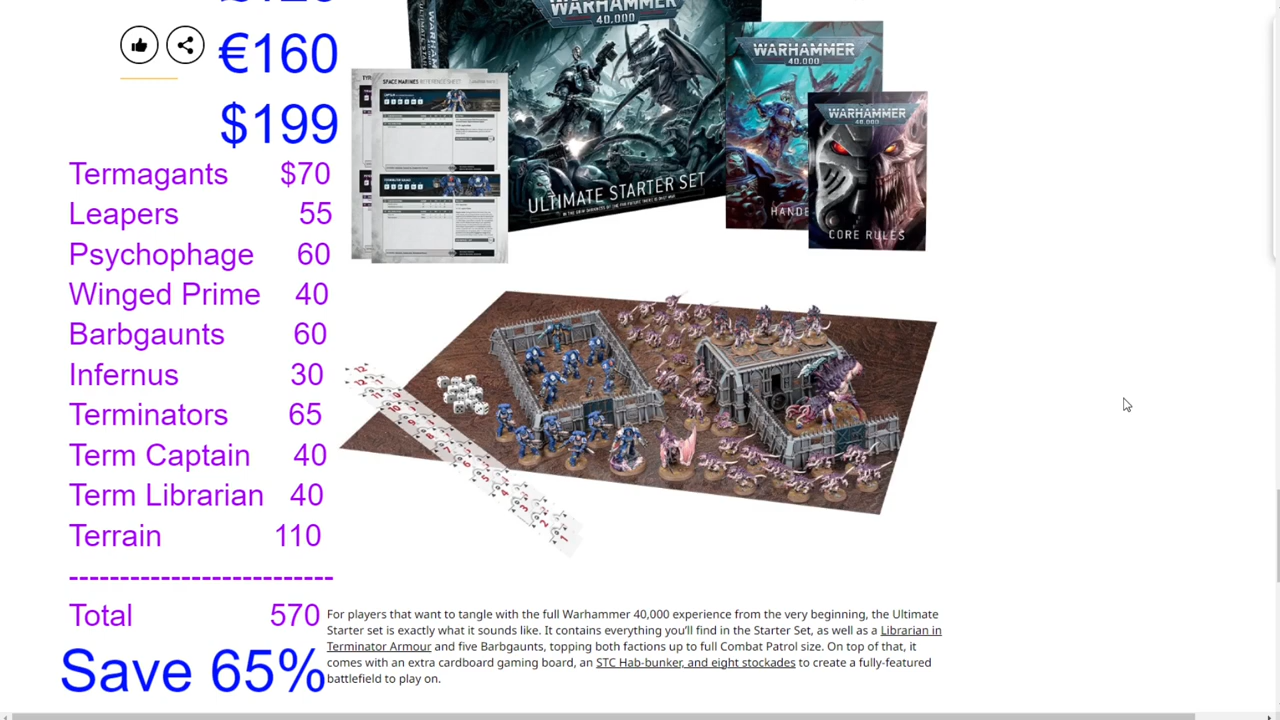 €160
$199
Termagants $70
Leapers 55
Psychophage 60
Winged Prime 40
Barbgaunts 60
Infernus 30
Terminators 65
Term Captain 40
Term Librarian 40
Terrain 110
--------------------------
Total 570
Save 65%
WARHAMMER
40,000
ULTIMATE STARTER SET
SPACE MARINES
WARHAMMER
40,000
WARHAMMER
40,000
CORE RULES
For players that want to tangle with the full Warhammer 40,000 experience from the very beginning, the Ultimate
Starter set is exactly what it sounds like. It contains everything you'll find in the Starter Set, as well as a Librarian in
Terminator Armour and five Barbgaunts, topping both factions up to full Combat Patrol size. On top of that, it
comes with an extra cardboard gaming board, an STC Hab-bunker, and eight stockades to create a fully-featured
battlefield to play on.